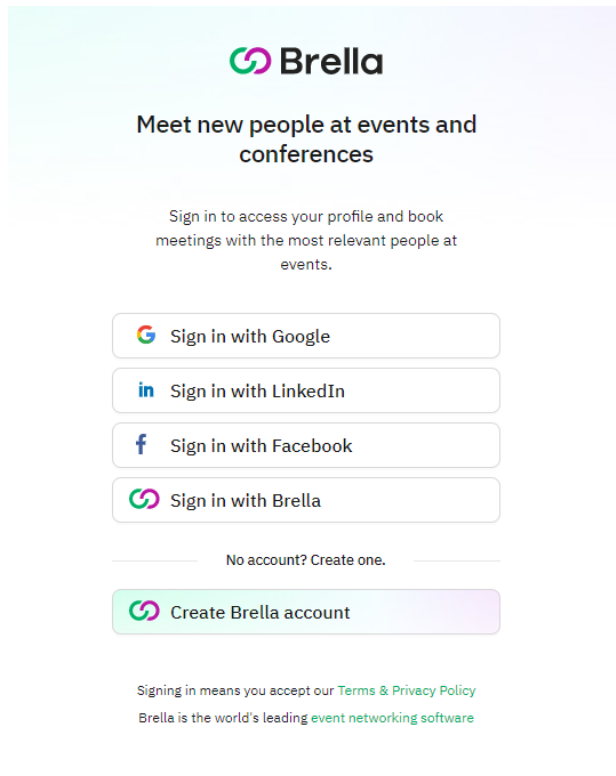 Brella
Meet new people at events and
conferences
Sign in to access your profile and book
meetings with the most relevant people at
events.
Sign in with Google
in Sign in with LinkedIn
f Sign in with Facebook
Sign in with Brella
No account? Create one.
Create Brella account
Signing in means you accept our Terms & Privacy Policy
Brella is the world's leading event networking software